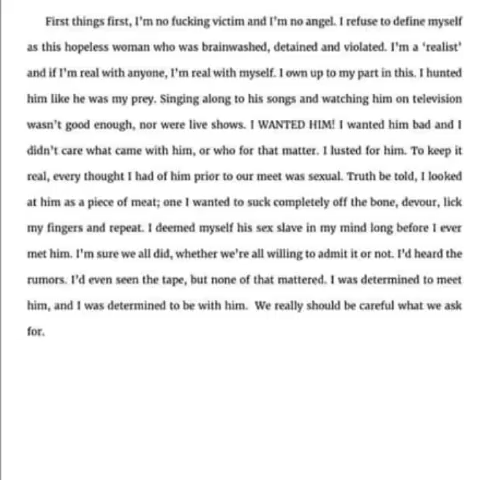 First things first, I'm no fucking victim and I'm no angel. I refuse to define myself
as this hopeless woman who was brainwashed, detained and violated. I'm a 'realist'
and if I'm real with anyone, I'm real with myself. I own up to my part in this. I hunted
him like he was my prey. Singing along to his songs and watching him on television
wasn't good enough, nor were live shows. I WANTED HIM! I wanted him bad and I
didn't care what came with him, or who for that matter. I lusted for him. To keep it
real, every thought I had of him prior to our meet was sexual. Truth be told, I looked
at him as a piece of meat; one I wanted to suck completely off the bone, devour, lick
my fingers and repeat. I deemed myself his sex slave in my mind long before I ever
met him. I'm sure we all did, whether we're all willing to admit it or not. I'd heard the
rumors. I'd even seen the tape, but none of that mattered. I was determined to meet
him, and I was determined to be with him.  We really should be careful what we ask
for.